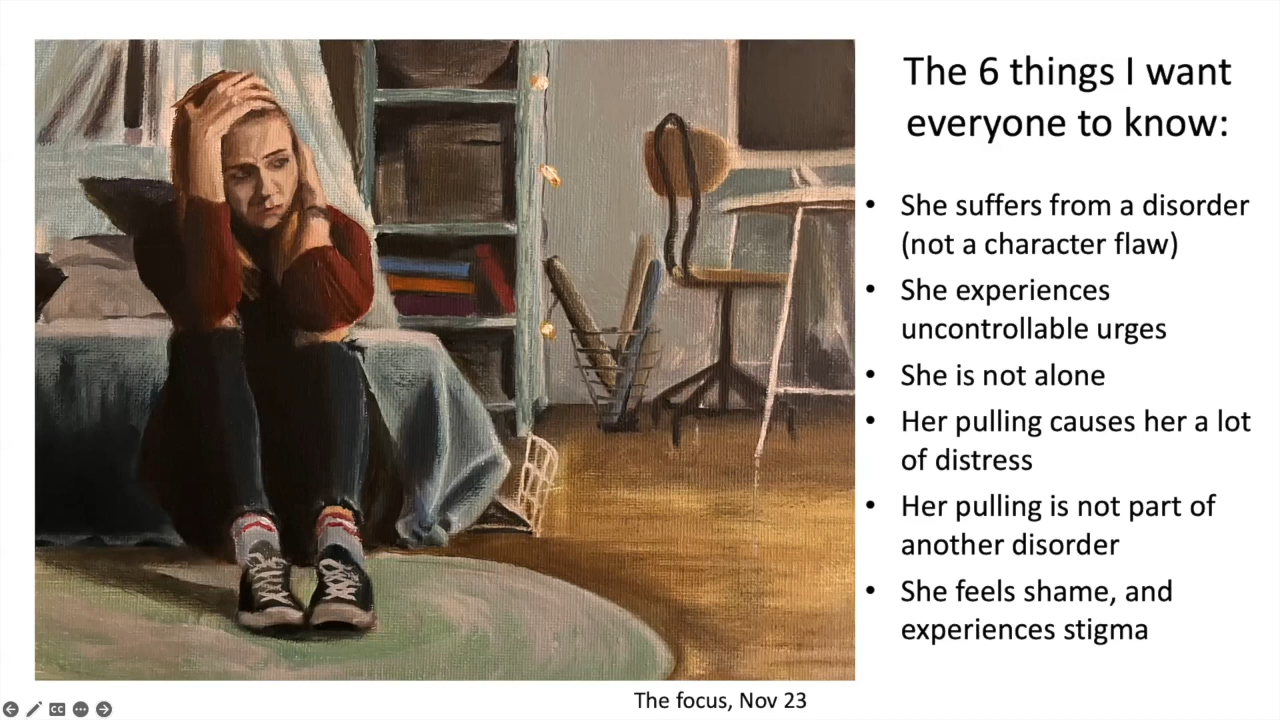 The 6 things I want
everyone to know:
• She suffers from a disorder
(not a character flaw)
• She experiences
uncontrollable urges
• She is not alone
• Her pulling causes her a lot
of distress
• Her pulling is not part of
another disorder
• She feels shame, and
experiences stigma
The focus, Nov 23
CC